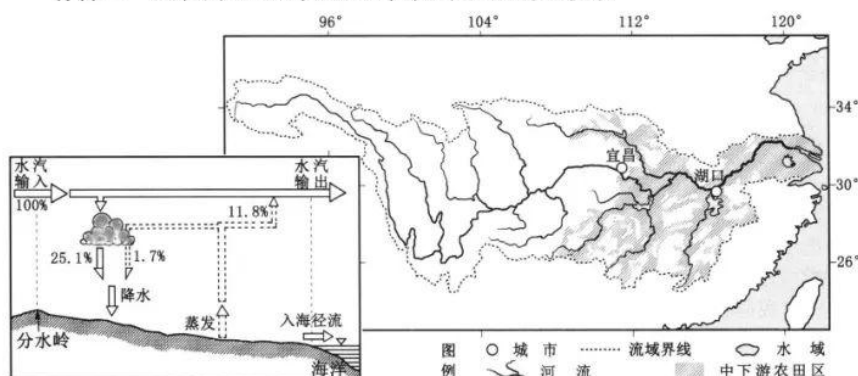 96° 104° 112° 120°
34°
30°
26°
宜昌
湖口
水汽
输入
100%
水汽
输出
11.8%
25.1%
1.7%
降水
蒸发
入海径流
分水岭
海洋
图 城市 流域界线 水域
例 河流 中下游农田区